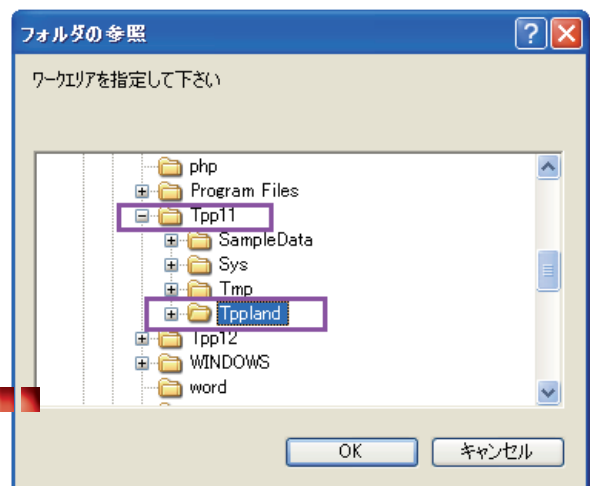 フォルダの参照
ワークエリアを指定して下さい
php
Program Files
Tpp11
SampleData
Sys
Tmp
Tppland
Tpp12
WINDOWS
word
OK キャンセル